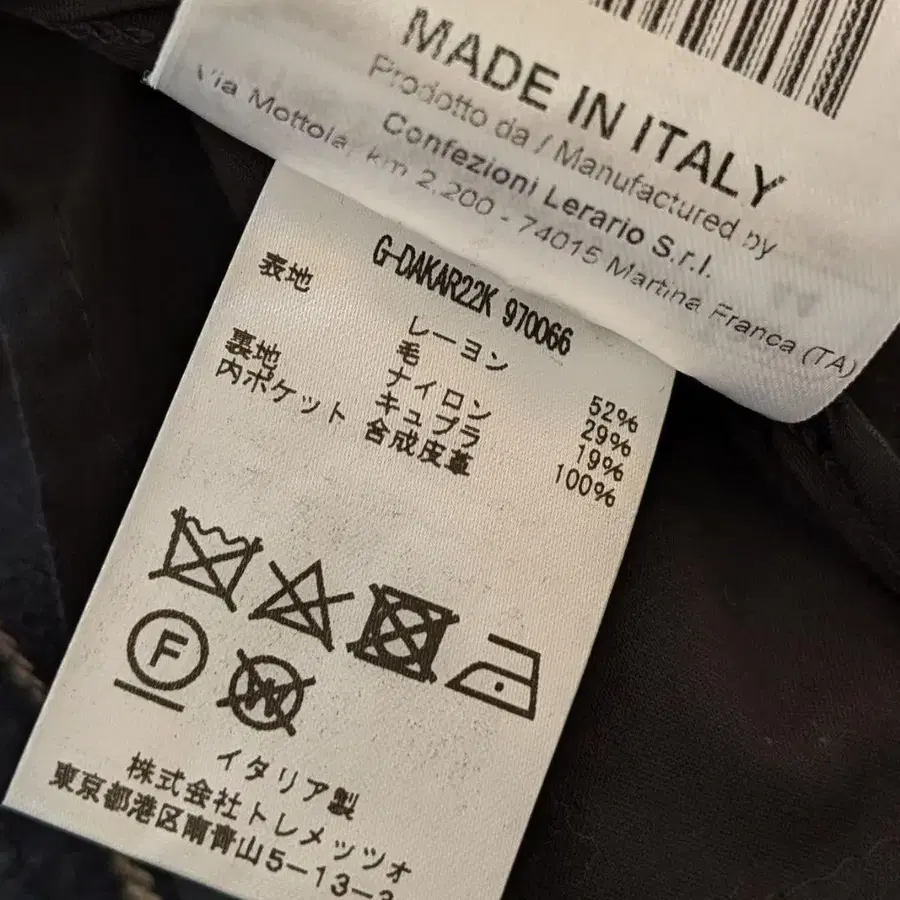 MADE IN ITALY
Prodotto da / Manufactured by
Confezioni Lerario S.r.l.
Via Mottola, km 2.200 - 74015 Martina Franca (TA)
G-DAKAR22K 970066
表地 レーヨン 52%
毛 29%
ナイロン 19%
裏地 キュプラ 100%
内ポケット 合成皮革
F
W
イタリア製
株式会社トレメッツォ
東京都港区南青山5-13-3